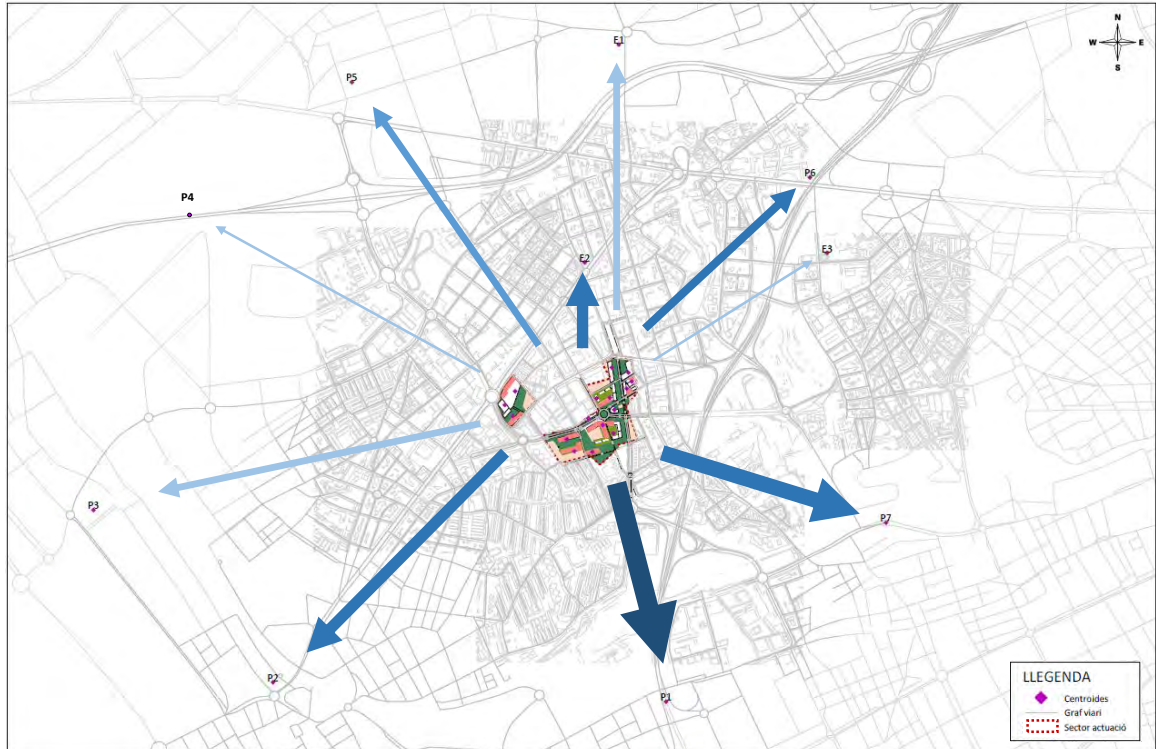 E1
N
W E
S
P5
P6
P4
E3
E2
P3
P7
P2
P1
LLEGENDA
Centroides
Graf viari
Sector actuació